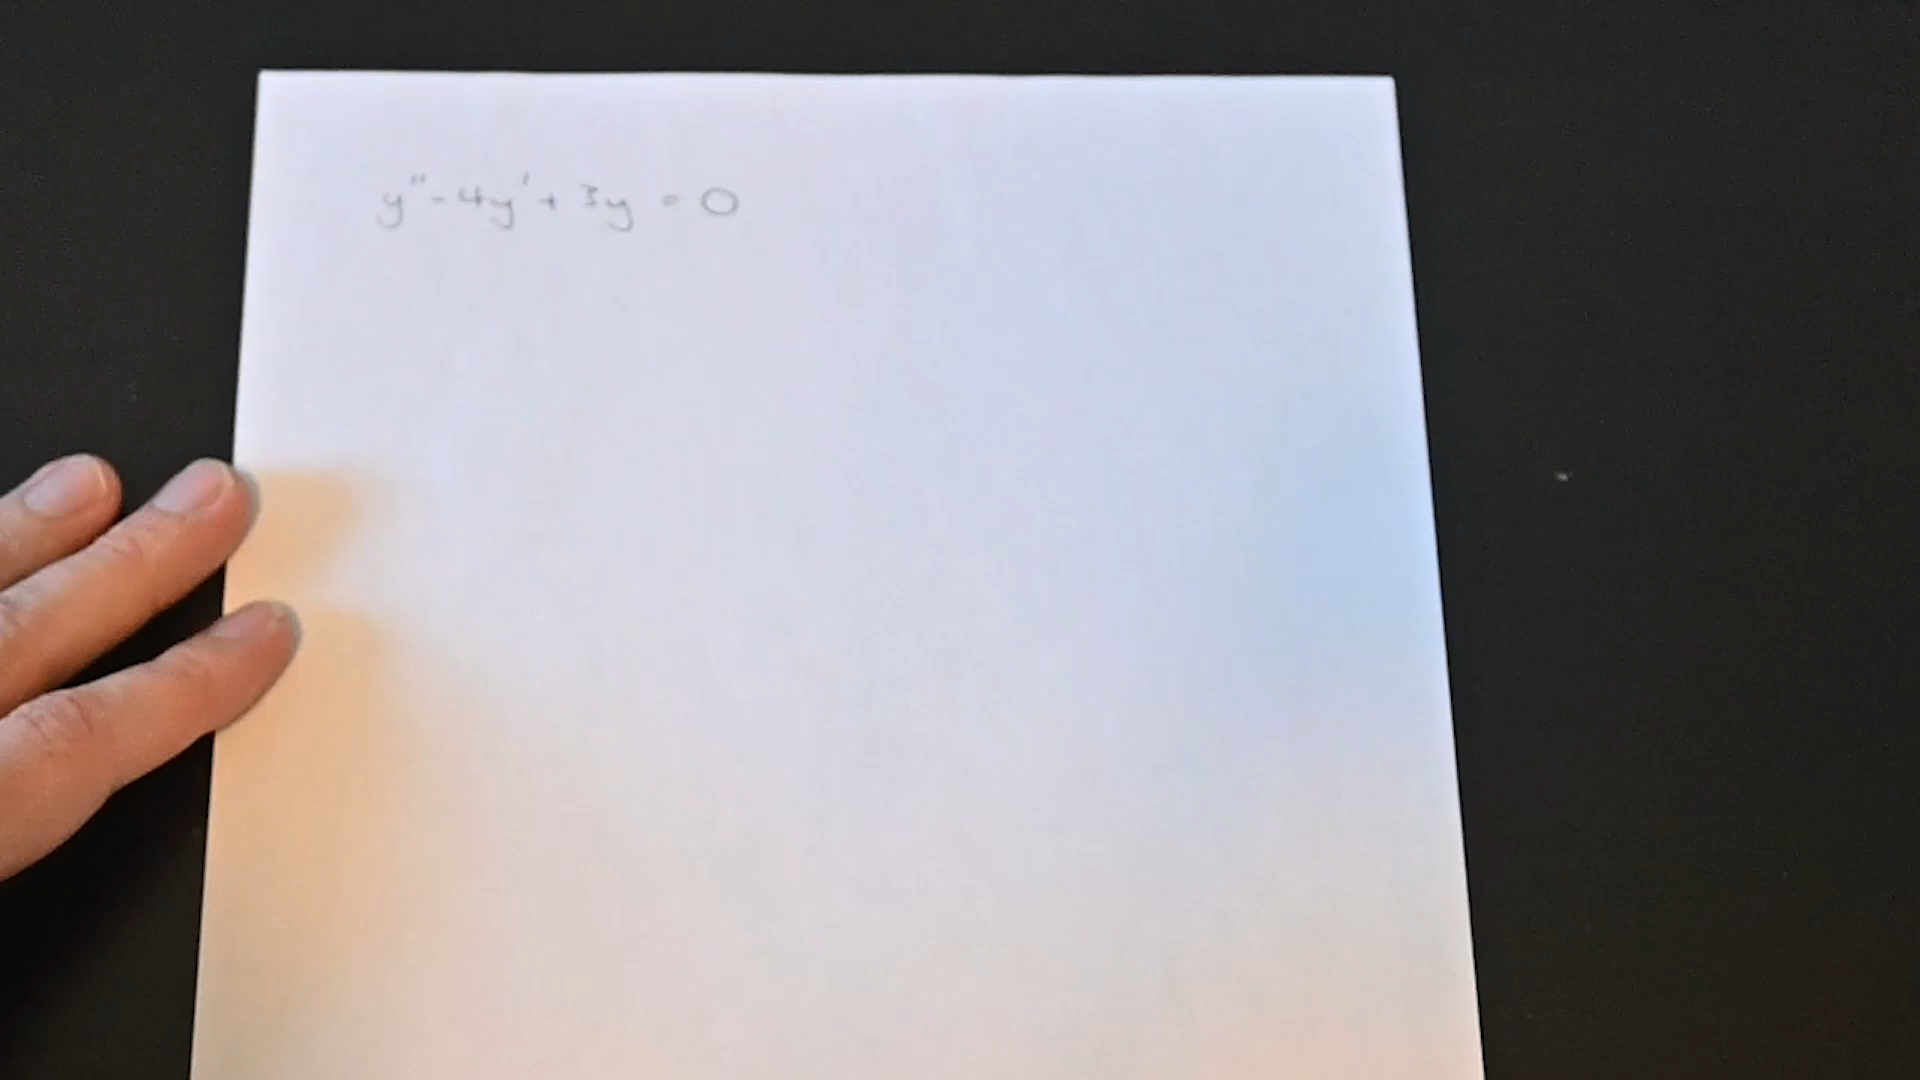 y'' - 4y' + 3y = 0